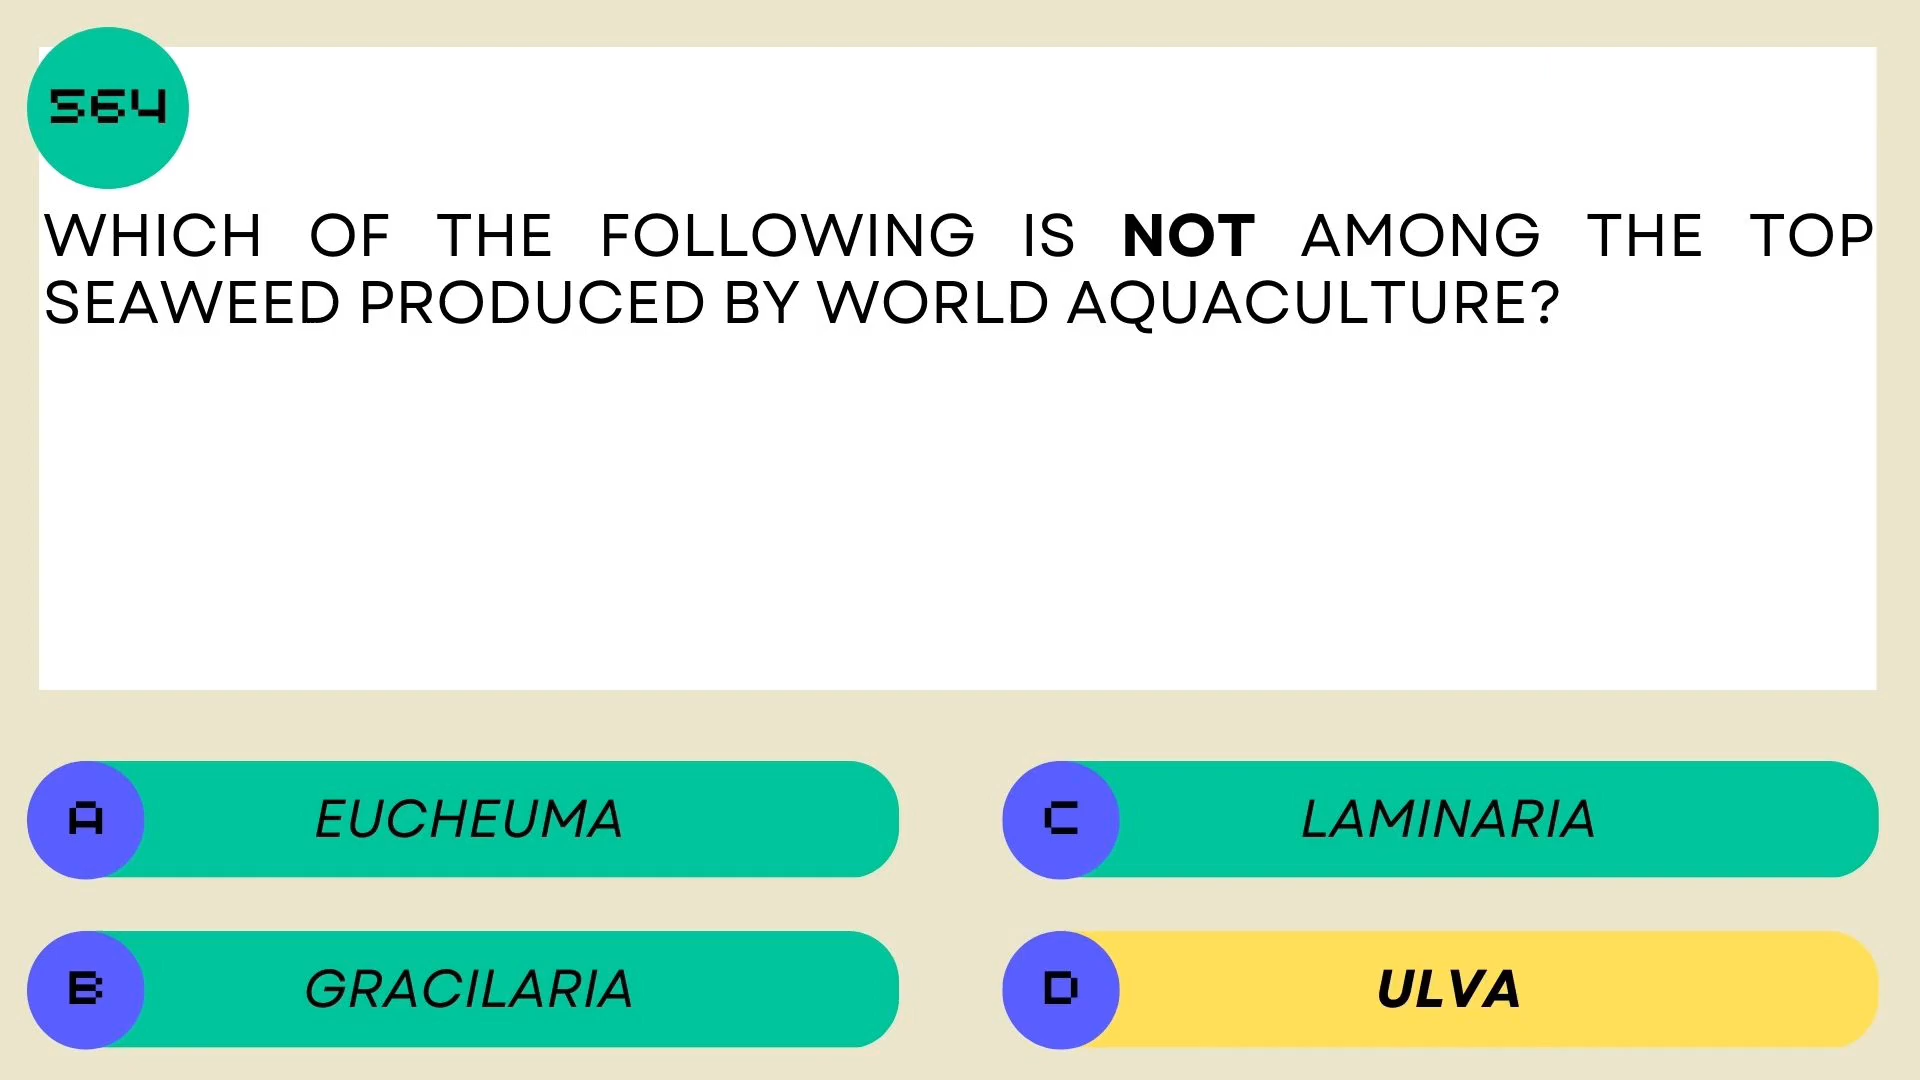 564
WHICH OF THE FOLLOWING IS NOT AMONG THE TOP
SEAWEED PRODUCED BY WORLD AQUACULTURE?
A EUCHEUMA
C LAMINARIA
B GRACILARIA
D ULVA